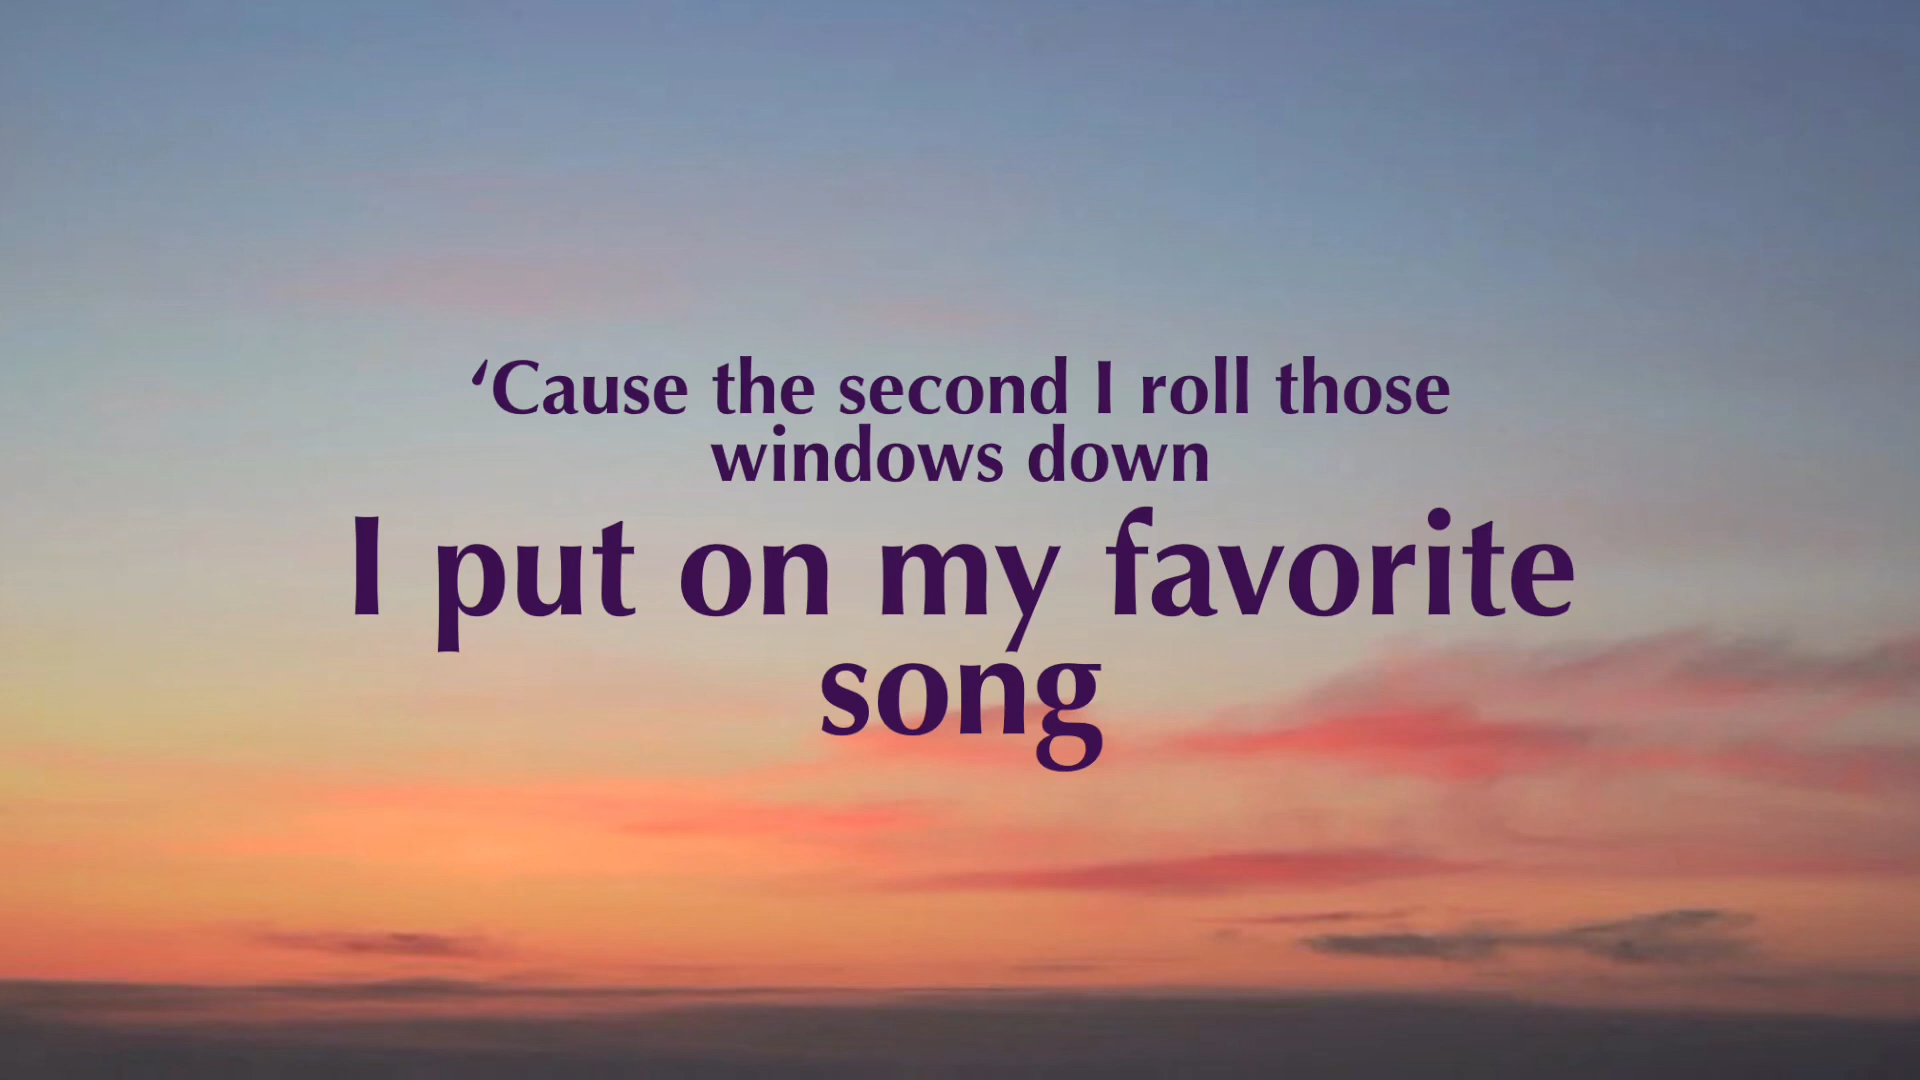 ‘Cause the second I roll those
windows down
I put on my favorite
song